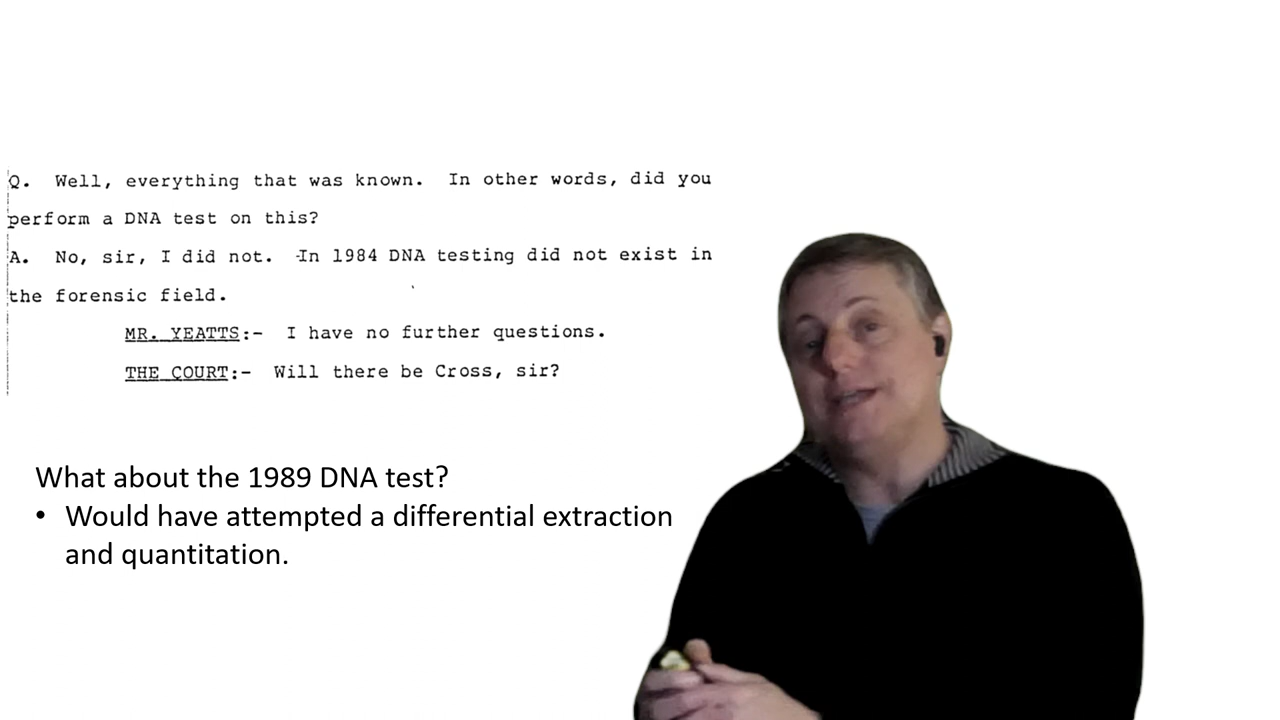 Q. Well, everything that was known. In other words, did you
perform a DNA test on this?
A. No, sir, I did not. In 1984 DNA testing did not exist in
the forensic field.
MR. YEATTS:- I have no further questions.
THE COURT:- Will there be Cross, sir?
What about the 1989 DNA test?
• Would have attempted a differential extraction
and quantitation.